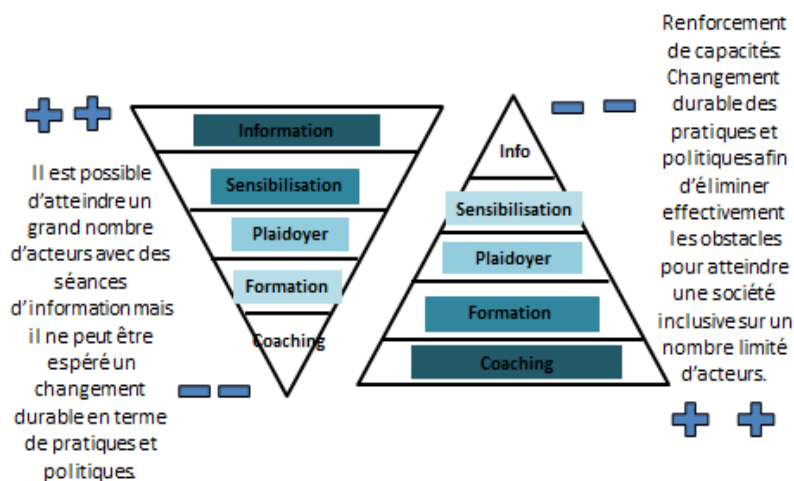 Il est possible
d'atteindre un
grand nombre
d'acteurs avec des
séances
d'information mais
il ne peut être
espéré un
changement
durable en terme
de pratiques et
politiques.
Information
Sensibilisation
Plaidoyer
Formation
Coaching
Info
Sensibilisation
Plaidoyer
Formation
Coaching
Renforcement
de capacités.
Changement
durable des
pratiques et
politiques afin
d'éliminer
effectivement
les obstacles
pour atteindre
une société
inclusive sur un
nombre limité
d'acteurs.